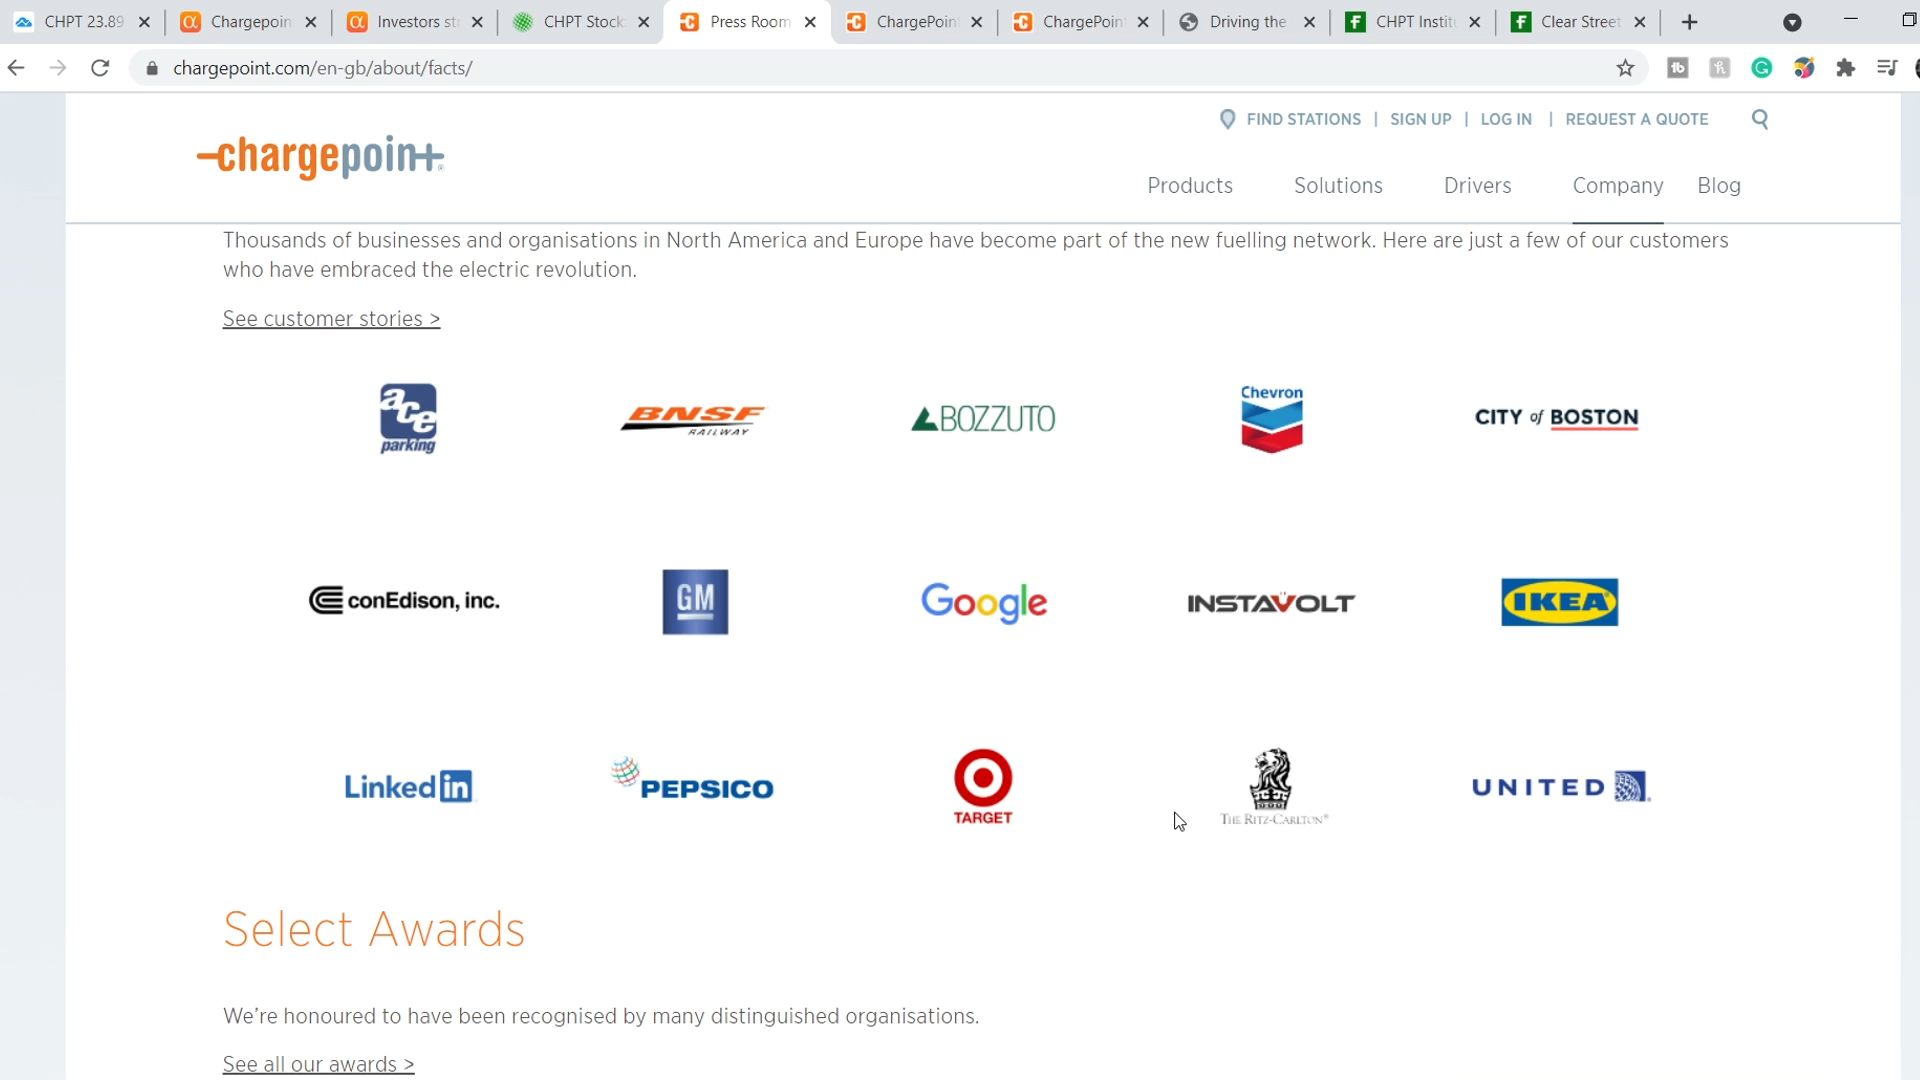 CHPT 23.89
Chargepoin
Investors st
CHPT Stock
Press Room
ChargePoin
ChargePoin
Driving the
CHPT Institu
Clear Street
chargepoint.com/en-gb/about/facts/
FIND STATIONS | SIGN UP | LOG IN | REQUEST A QUOTE
chargepoint
Products Solutions Drivers Company Blog
Thousands of businesses and organisations in North America and Europe have become part of the new fuelling network. Here are just a few of our customers
who have embraced the electric revolution.
See customer stories >
ace
parking
BNSF
RAILWAY
BOZZUTO
Chevron
CITY of BOSTON
conEdison, inc.
GM
Google
INSTAVOLT
IKEA
Linked in
PEPSICO
TARGET
THE RITZ-CARLTON®
UNITED
Select Awards
We're honoured to have been recognised by many distinguished organisations.
See all our awards >